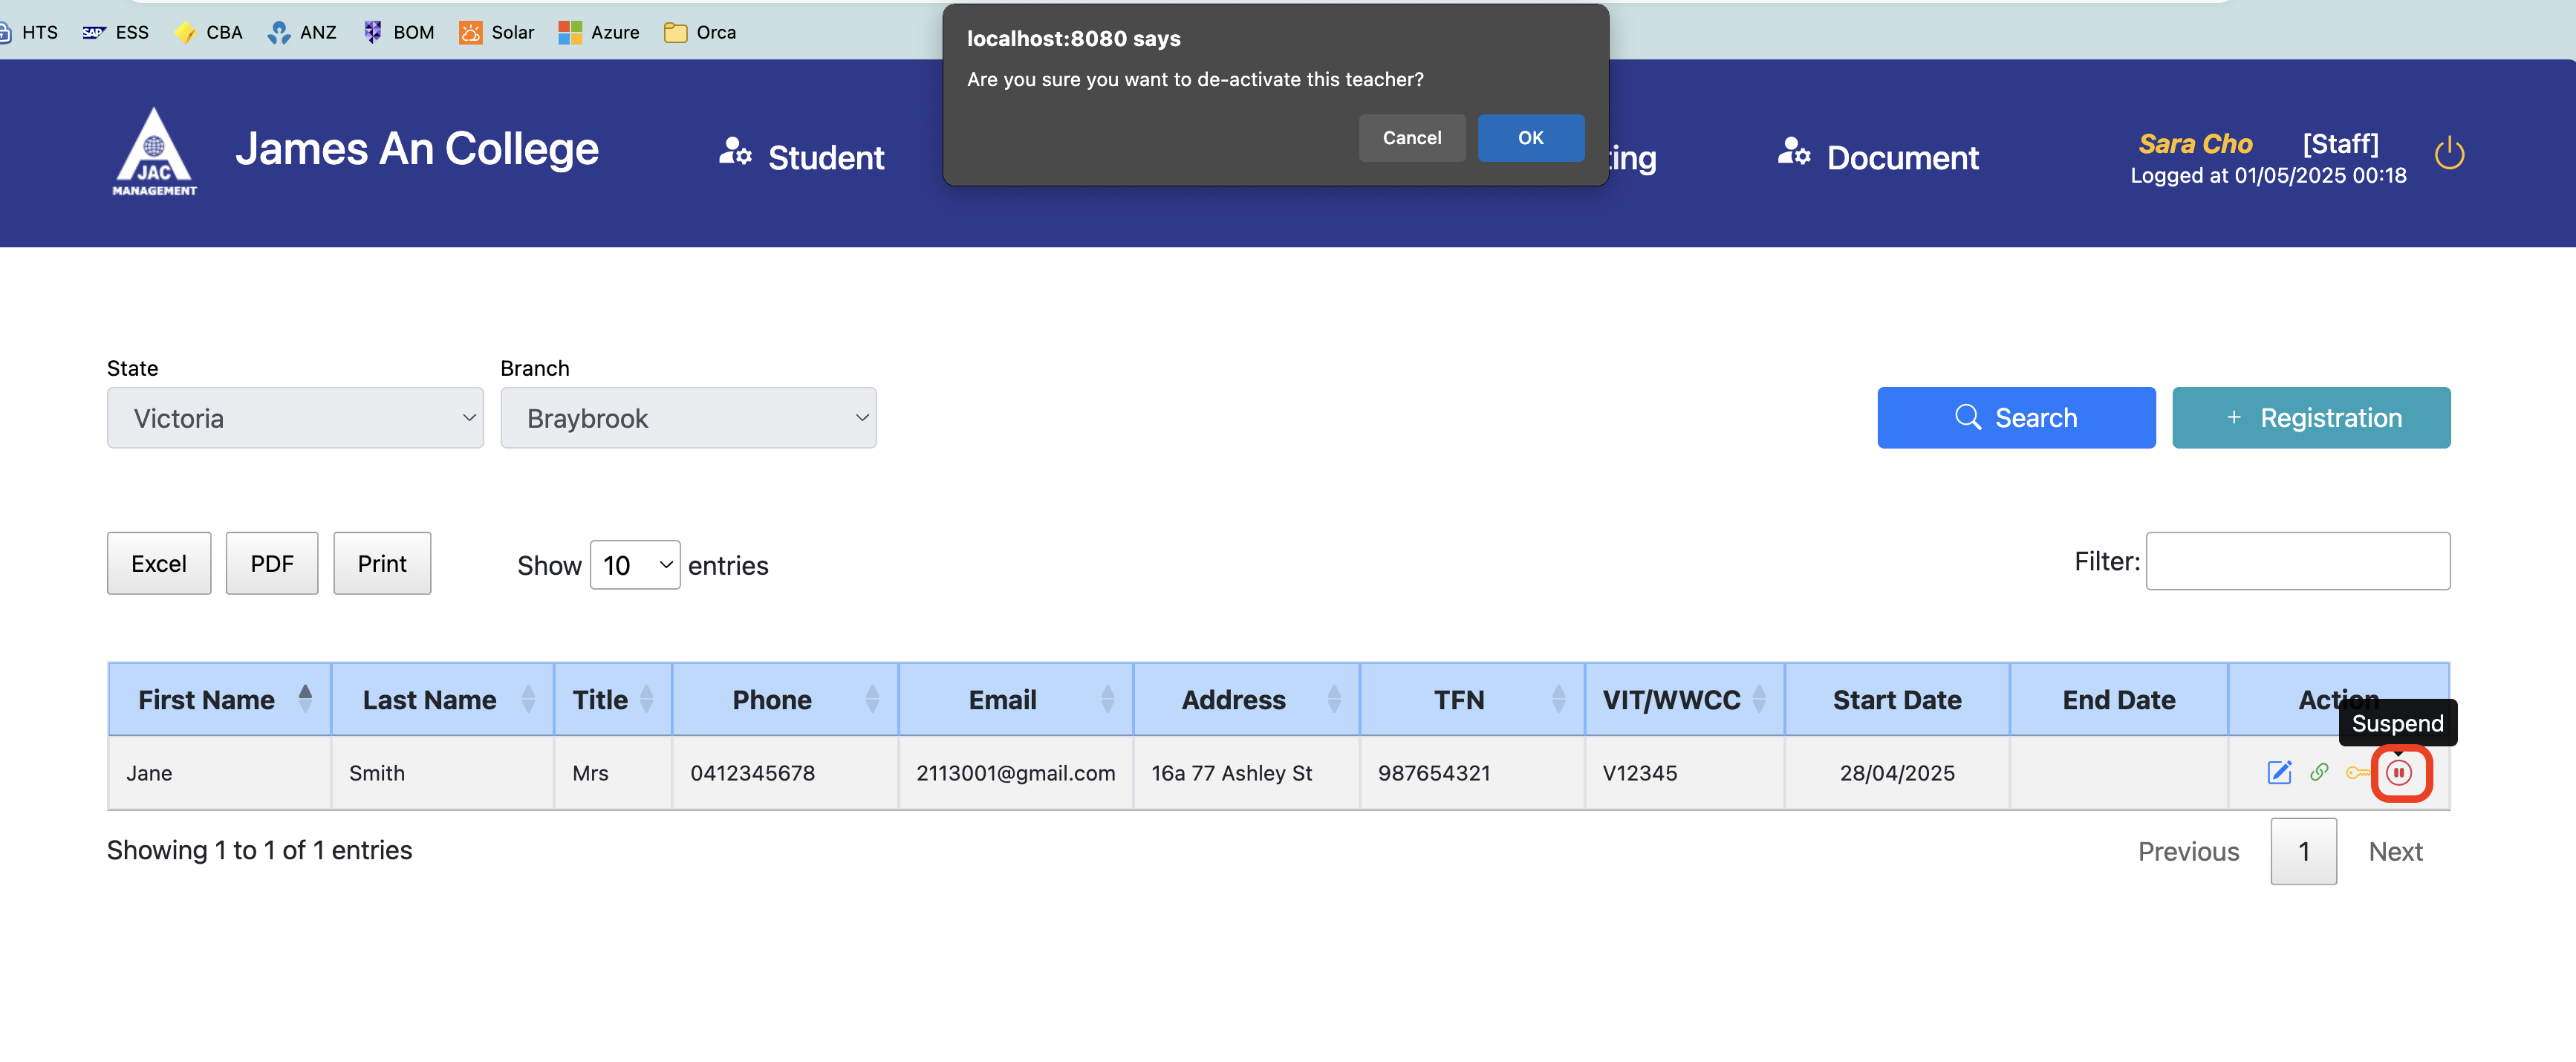 HTS ESS CBA ANZ BOM Solar Azure Orca
localhost:8080 says
Are you sure you want to de-activate this teacher?
Cancel OK
JAC
MANAGEMENT
James An College
Student
ting
Document
Sara Cho [Staff]
Logged at 01/05/2025 00:18
State Branch
Victoria Braybrook
Search + Registration
Excel PDF Print Show 10 entries Filter:
First Name Last Name Title Phone Email Address TFN VIT/WWCC Start Date End Date Action
Suspend
Jane Smith Mrs 0412345678 2113001@gmail.com 16a 77 Ashley St 987654321 V12345 28/04/2025
Showing 1 to 1 of 1 entries
Previous 1 Next